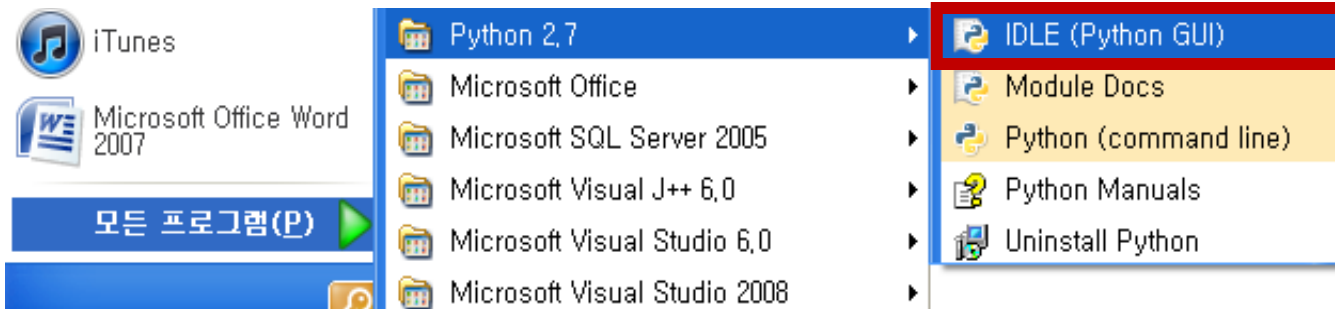 iTunes
Microsoft Office Word
2007
모든 프로그램(P)
Python 2.7
Microsoft Office
Microsoft SQL Server 2005
Microsoft Visual J++ 6.0
Microsoft Visual Studio 6.0
Microsoft Visual Studio 2008
IDLE (Python GUI)
Module Docs
Python (command line)
Python Manuals
Uninstall Python